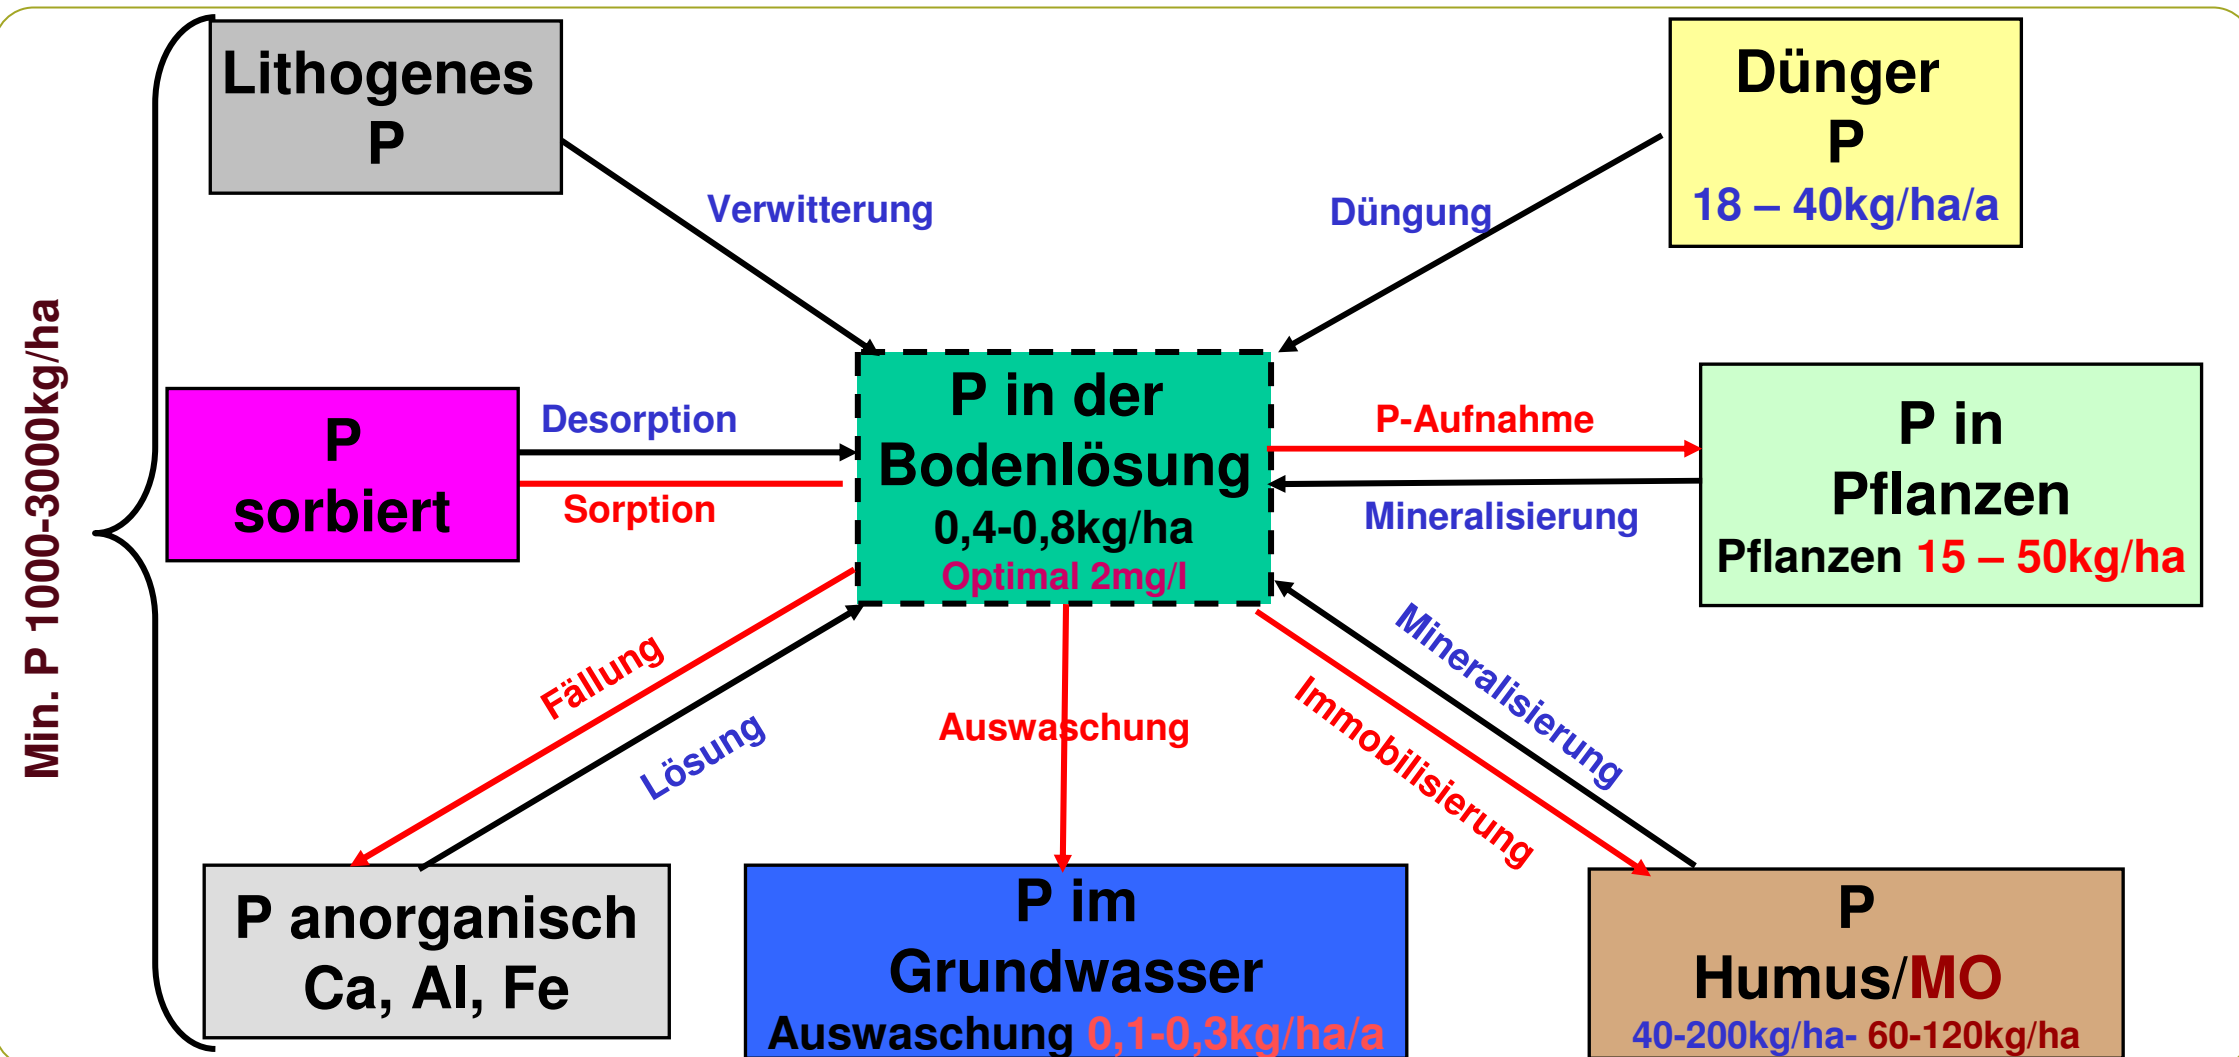 Lithogenes
P
Dünger
P
18 – 40kg/ha/a
Verwitterung
Düngung
Min. P 1000-3000kg/ha
P
sorbiert
Desorption
Sorption
P in der
Bodenlösung
0,4-0,8kg/ha
Optimal 2mg/l
P-Aufnahme
Mineralisierung
P in
Pflanzen
Pflanzen 15 – 50kg/ha
Fällung
Lösung
Auswaschung
Mineralisierung
Immobilisierung
P anorganisch
Ca, Al, Fe
P im
Grundwasser
Auswaschung 0,1-0,3kg/ha/a
P
Humus/MO
40-200kg/ha- 60-120kg/ha